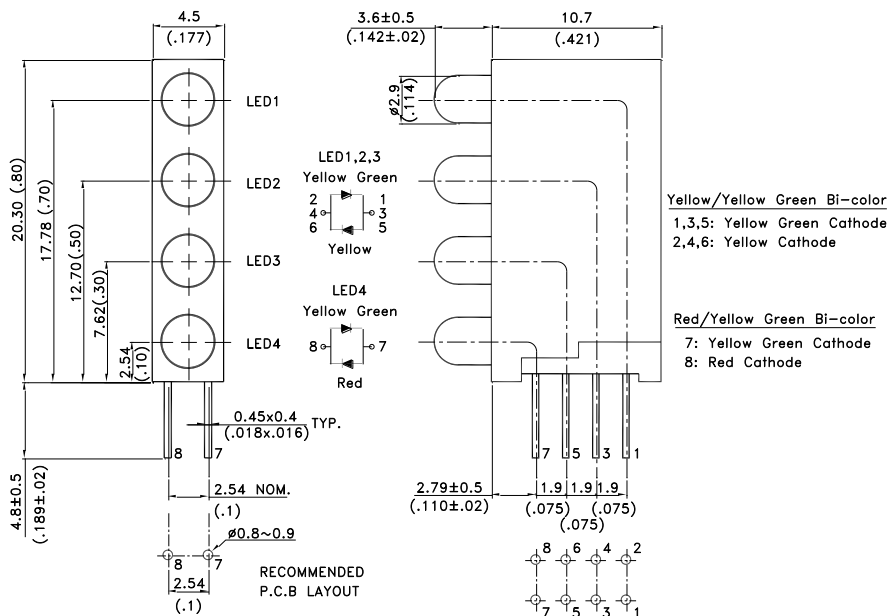 4.5
(.177)
3.6±0.5
(.142±.02)
10.7
(.421)
20.30 (.80)
17.78 (.70)
12.70(.50)
7.62(.30)
2.54
(.10)
LED1
LED2
LED3
LED4
ø2.9
(.114)
LED1,2,3
Yellow Green
2 1
4 3
6 5
Yellow
LED4
Yellow Green
8 7
Red
Yellow/Yellow Green Bi-color
1,3,5: Yellow Green Cathode
2,4,6: Yellow Cathode
Red/Yellow Green Bi-color
7: Yellow Green Cathode
8: Red Cathode
0.45x0.4 TYP.
(.018x.016)
8 7
7 5 3 1
4.8±0.5
(.189±.02)
2.54 NOM.
(.1)
2.79±0.5
(.110±.02)
1.9 1.9 1.9
(.075) (.075)
(.075)
ø0.8~0.9
8 7
2.54
(.1)
RECOMMENDED
P.C.B LAYOUT
8 6 4 2
7 5 3 1